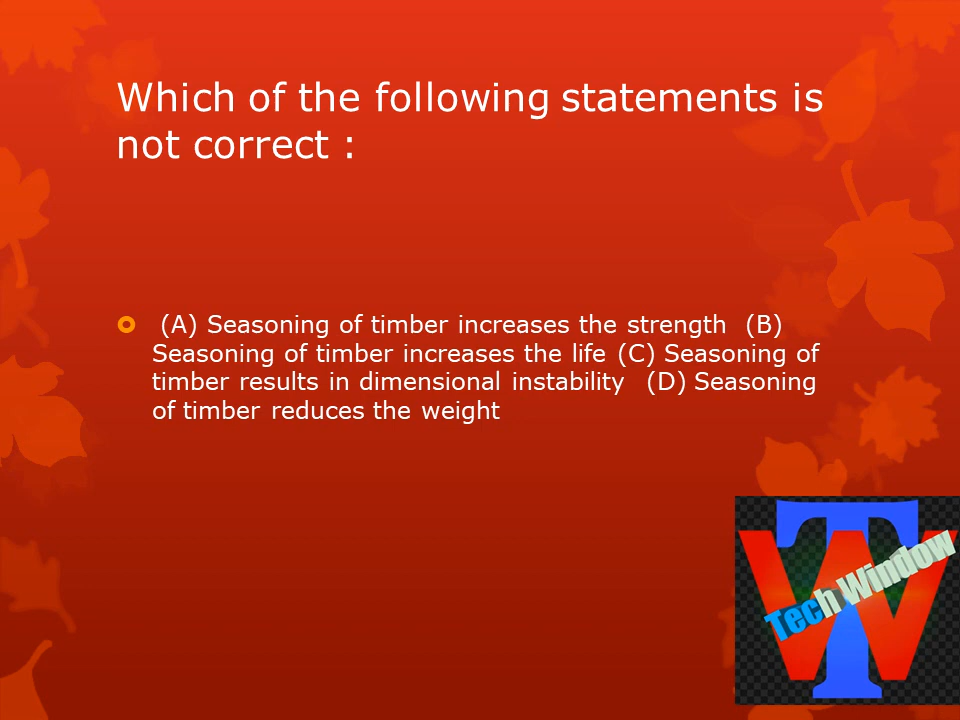 Which of the following statements is
not correct :
(A) Seasoning of timber increases the strength (B)
Seasoning of timber increases the life (C) Seasoning of
timber results in dimensional instability (D) Seasoning
of timber reduces the weight
TW
Tech Window